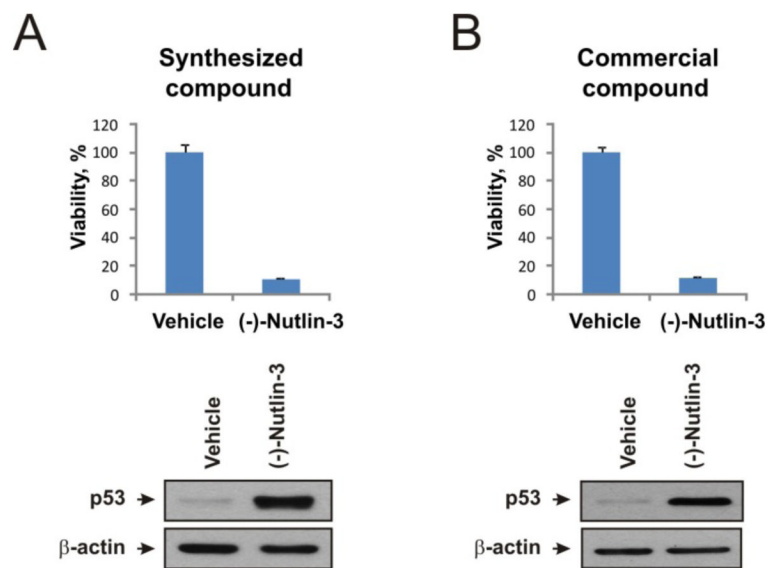 A
Synthesized
compound
Viability, %
120
100
80
60
40
20
0
Vehicle (-)-Nutlin-3
Vehicle
(-)-Nutlin-3
p53
β-actin
B
Commercial
compound
Viability, %
120
100
80
60
40
20
0
Vehicle (-)-Nutlin-3
Vehicle
(-)-Nutlin-3
p53
β-actin